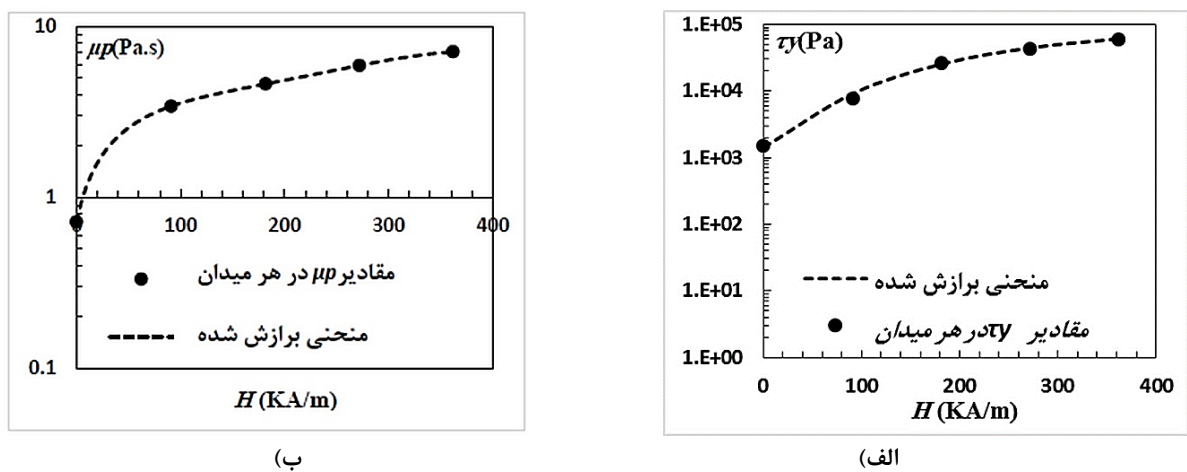 1.E+05
τy(Pa)
1.E+04
1.E+03
1.E+02
1.E+01
1.E+00
0 100 200 300 400
H (KA/m)
منحنی برازش شده
مقادیر τy در هر میدان
الف)
10
μp(Pa.s)
1
0 100 200 300 400
0.1
مقادیر μp در هر میدان
منحنی برازش شده
H (KA/m)
ب)